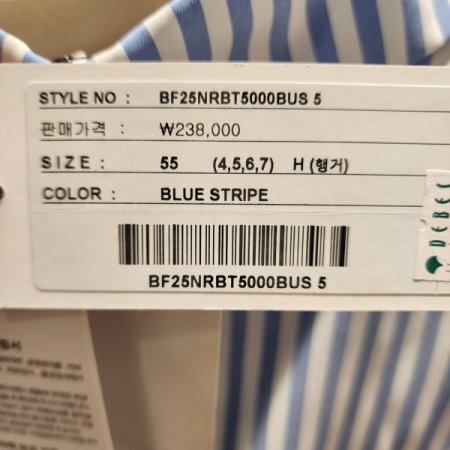 STYLE NO : BF25NRBT5000BUS 5
판매가격 : ₩238,000
SIZE : 55 (4,5,6,7) H (행거)
COLOR : BLUE STRIPE
BF25NRBT5000BUS 5
DEBEC